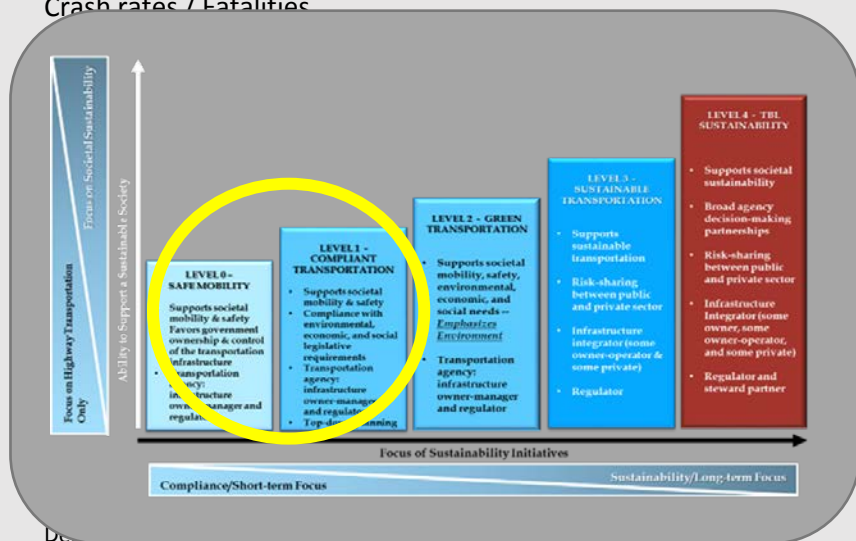 Crash rates / Fatalities
Focus on Societal Sustainability
Focus on Highway Transportation
Only
Ability to Support a Sustainable Society
LEVEL 0 –
SAFE MOBILITY
Supports societal
mobility & safety
Favors government
ownership & control
of the transportation
infrastructure
• Transportation
agency:
infrastructure
owner-manager and
regulator
LEVEL 1 –
COMPLIANT
TRANSPORTATION
• Supports societal
mobility & safety
• Compliance with
environmental,
economic, and social
legislative
requirements
• Transportation
agency:
infrastructure
owner-manager
and regulator
• Top-down planning
LEVEL 2 - GREEN
TRANSPORTATION
• Supports societal
mobility, safety,
environmental,
economic, and
social needs --
Emphasizes
Environment
• Transportation
agency:
infrastructure
owner-manager
and regulator
LEVEL 3 -
SUSTAINABLE
TRANSPORTATION
• Supports
sustainable
transportation
• Risk-sharing
between public
and private sector
• Infrastructure
integrator (some
owner-operator &
some private)
• Regulator
LEVEL 4 - TBL
SUSTAINABILITY
• Supports societal
sustainability
• Broad agency
decision-making
partnerships
• Risk-sharing
between public
and private sector
• Infrastructure
Integrator (some
owner, some
owner-operator,
and some private)
• Regulator and
steward partner
Focus of Sustainability Initiatives
Compliance/Short-term Focus
Sustainability/Long-term Focus